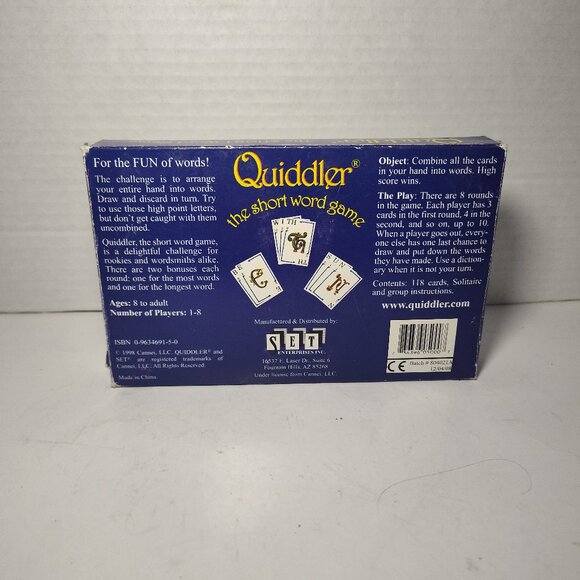 For the FUN of words!
The challenge is to arrange
your entire hand into words.
Draw and discard in turn. Try
to use those high point letters,
but don't get caught with them
uncombined.
Quiddler, the short word game,
is a delightful challenge for
rookies and wordsmiths alike.
There are two bonuses each
round: one for the most words
and one for the longest word.
Ages: 8 to adult
Number of Players: 1-8
ISBN 0-9634691-5-0
© 1998 Cannei, LLC. QUIDDLER® and
SET® are registered trademarks of
Cannei, LLC. All Rights Reserved.
Made in China.
Quiddler®
the short word game
W I TH
TH
B E
E
S U N
N
Manufactured & Distributed by:
SET
ENTERPRISES INC.
16537 E. Laser Dr., Suite 6
Fountain Hills, AZ 85268
Under license from Cannei, LLC.
Object: Combine all the cards
in your hand into words. High
score wins.
The Play: There are 8 rounds
in the game. Each player has 3
cards in the first round, 4 in the
second, and so on, up to 10.
When a player goes out, every-
one else has one last chance to
draw and put down the words
they have made. Use a diction-
ary when it is not your turn.
Contents: 118 cards, Solitaire
and group instructions.
www.quiddler.com
CE